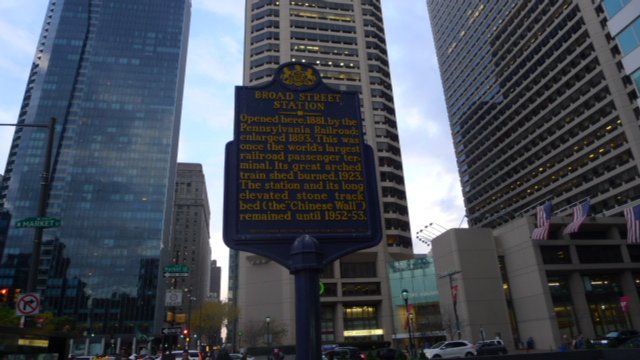 BROAD STREET
STATION
Opened here, 1881, by the
Pennsylvania Railroad;
enlarged 1893. This was
once the world's largest
railroad passenger ter-
minal. Its great arched
train shed burned, 1923.
The station and its long
elevated stone track
bed (the "Chinese Wall")
remained until 1952-53.
MARKET
Market St